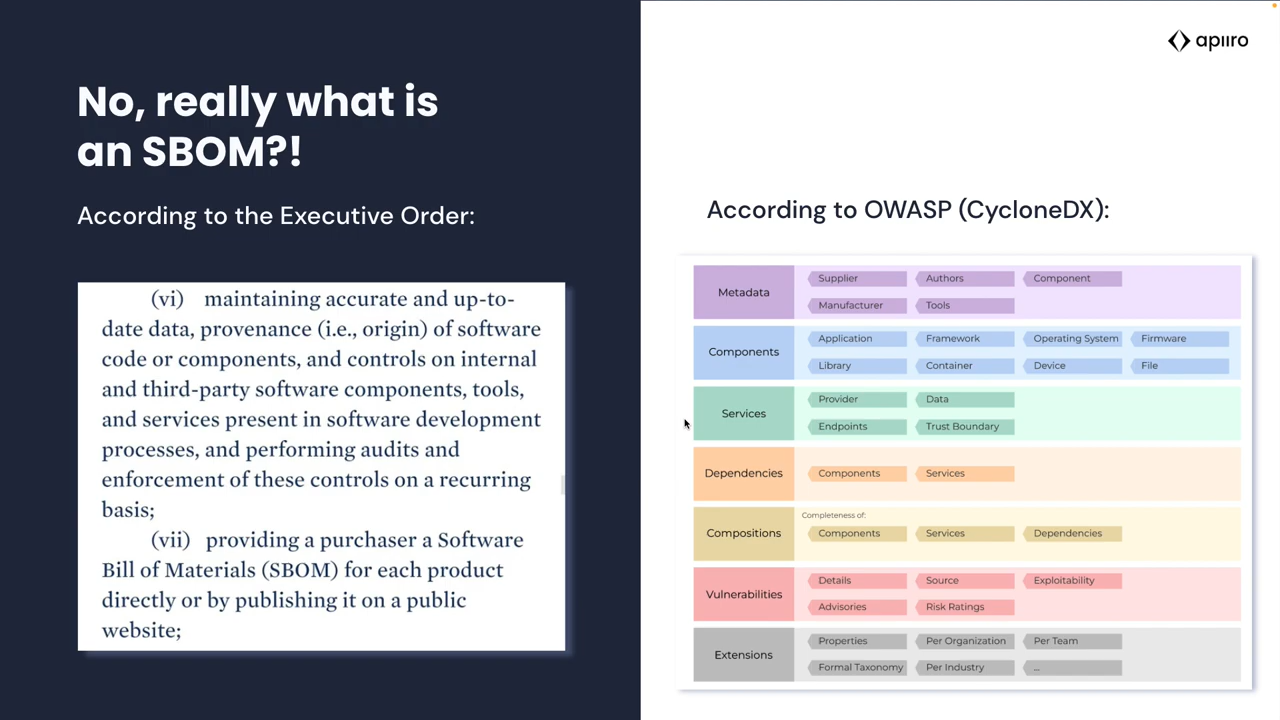 apiiro
No, really what is
an SBOM?!
According to the Executive Order:
(vi) maintaining accurate and up-to-
date data, provenance (i.e., origin) of software
code or components, and controls on internal
and third-party software components, tools,
and services present in software development
processes, and performing audits and
enforcement of these controls on a recurring
basis;
(vii) providing a purchaser a Software
Bill of Materials (SBOM) for each product
directly or by publishing it on a public
website;
According to OWASP (CycloneDX):
Metadata
Supplier Authors Component
Manufacturer Tools
Components
Application Framework Operating System Firmware
Library Container Device File
Services
Provider Data
Endpoints Trust Boundary
Dependencies
Components Services
Compositions
Completeness of:
Components Services Dependencies
Vulnerabilities
Details Source Exploitability
Advisories Risk Ratings
Extensions
Properties Per Organization Per Team
Formal Taxonomy Per Industry ...